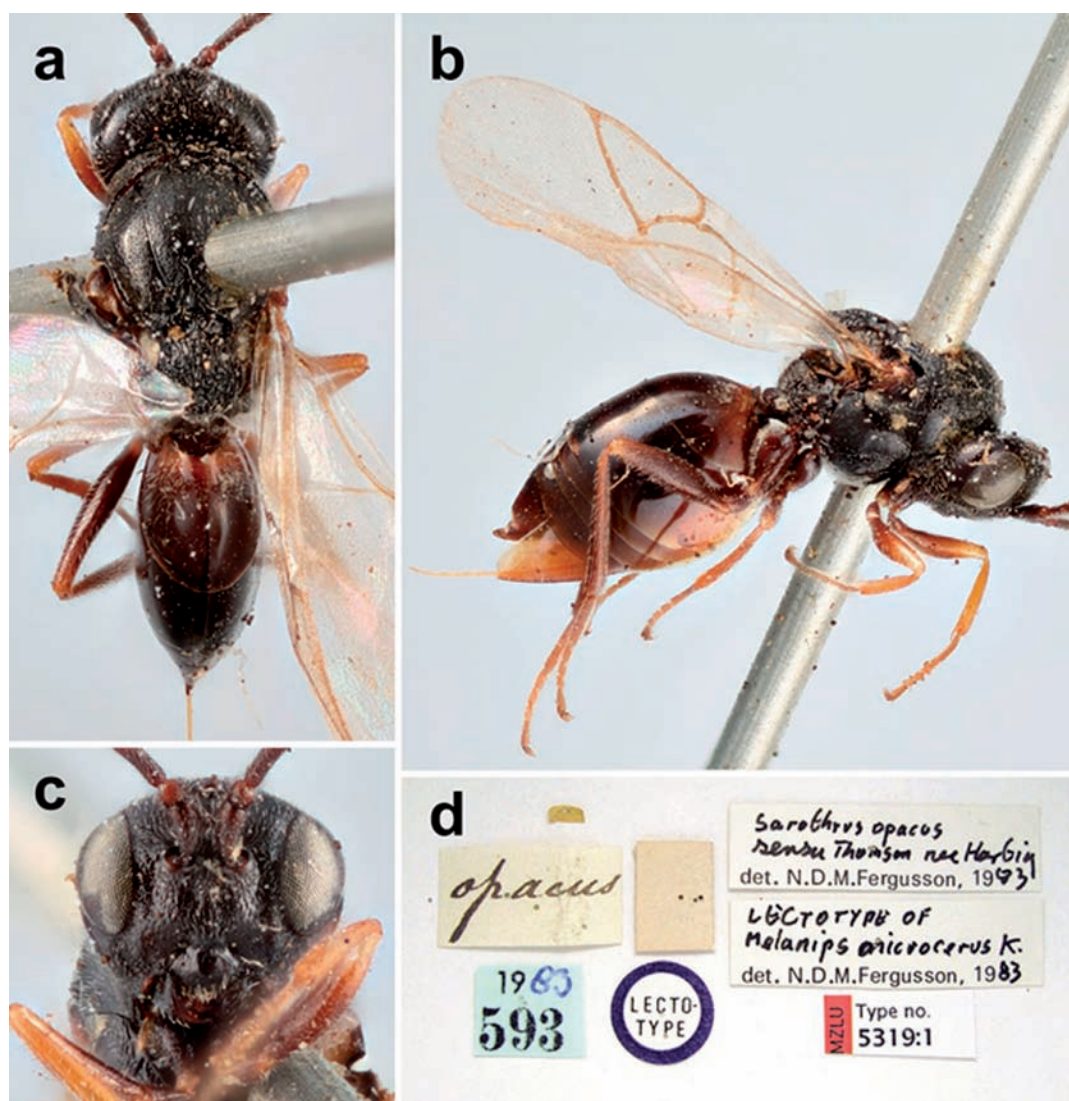 a
b
c
d
opacus
Sarothrus opacus
sensu Thomson nec Hartig
det. N.D.M.Fergusson, 1983
LECTOTYPE OF
Melanips microcerus K.
det. N.D.M.Fergusson, 1983
1983
593
LECTO-
TYPE
MZLU
Type no.
5319:1